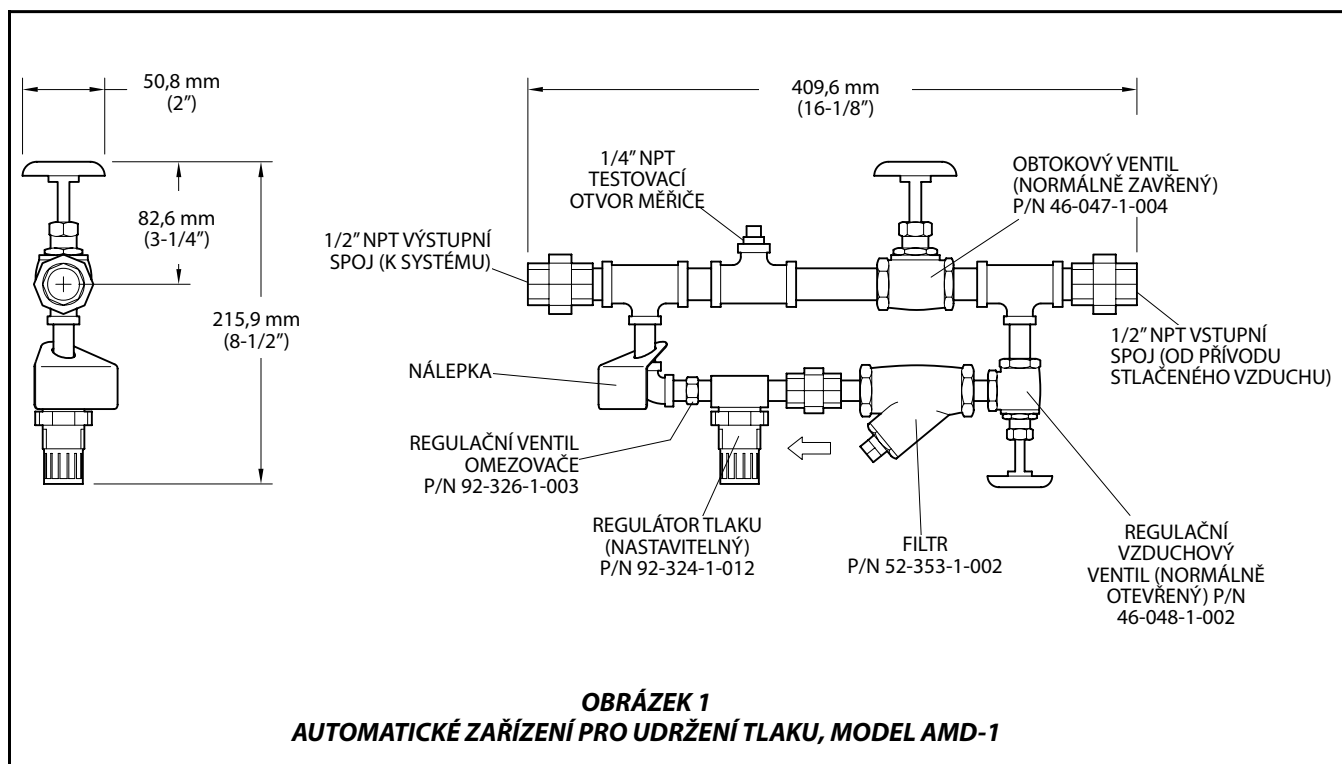 50,8 mm
(2”)
409,6 mm
(16-1/8”)
82,6 mm
(3-1/4”)
215,9 mm
(8-1/2”)
1/4” NPT
TESTOVACÍ
OTVOR MĚŘIČE
OBTOKOVÝ VENTIL
(NORMÁLNĚ ZAVŘENÝ)
P/N 46-047-1-004
1/2” NPT VÝSTUPNÍ
SPOJ (K SYSTÉMU)
1/2” NPT VSTUPNÍ
SPOJ (OD PŘÍVODU
STLAČENÉHO VZDUCHU)
NÁLEPKA
REGULAČNÍ VENTIL
OMEZOVAČE
P/N 92-326-1-003
REGULÁTOR TLAKU
(NASTAVITELNÝ)
P/N 92-324-1-012
FILTR
P/N 52-353-1-002
REGULAČNÍ
VZDUCHOVÝ
VENTIL (NORMÁLNĚ
OTEVŘENÝ) P/N
46-048-1-002
OBRÁZEK 1
AUTOMATICKÉ ZAŘÍZENÍ PRO UDRŽENÍ TLAKU, MODEL AMD-1